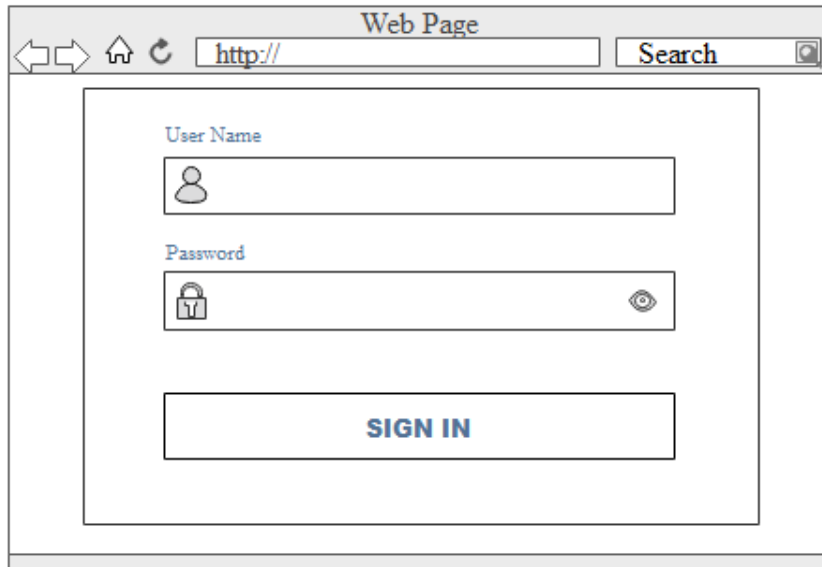 Web Page
http://
Search
User Name
Password
SIGN IN